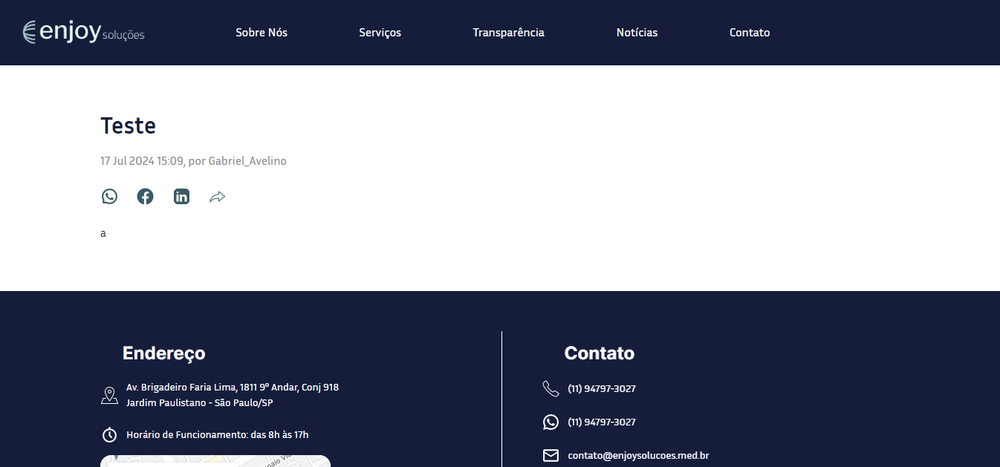 enjoy soluções
Sobre Nós
Serviços
Transparência
Notícias
Contato
Teste
17 Jul 2024 15:09, por Gabriel_Avelino
a
Endereço
Av. Brigadeiro Faria Lima, 1811 9º Andar, Conj 918
Jardim Paulistano - São Paulo/SP
Horário de Funcionamento: das 8h às 17h
Contato
(11) 94797-3027
(11) 94797-3027
contato@enjoysolucoes.med.br